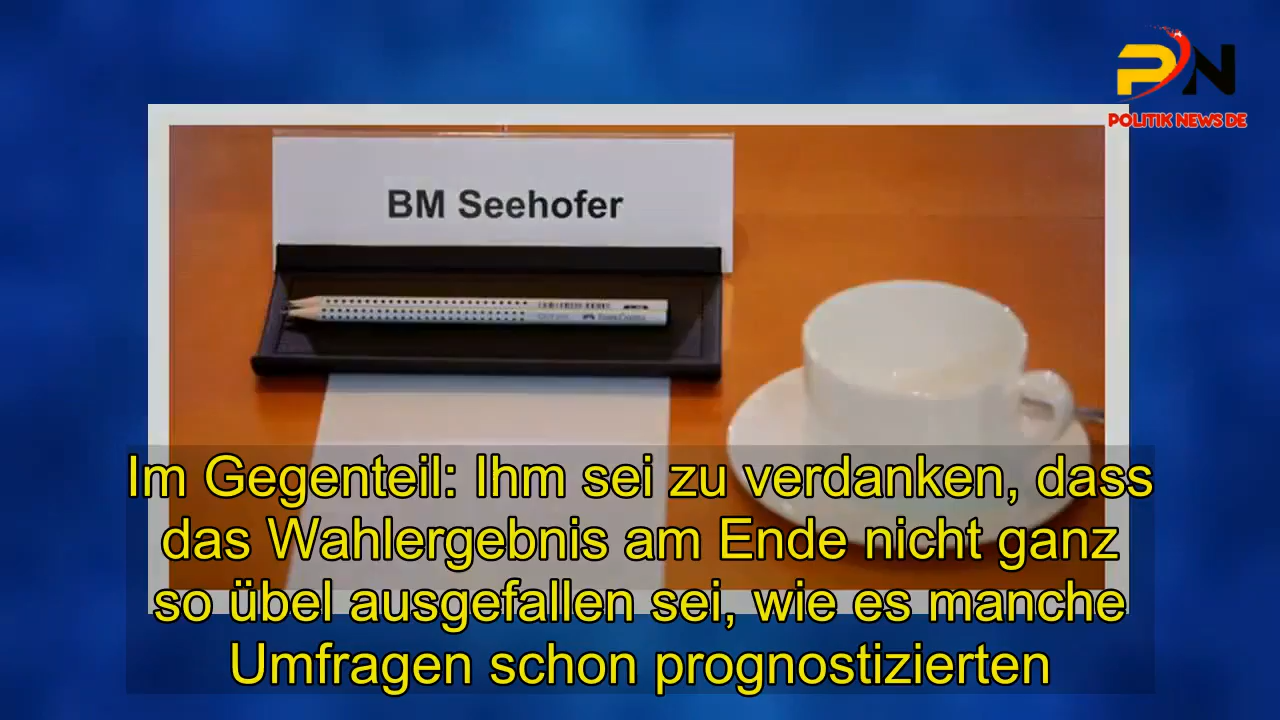 PN
POLITIK NEWS DE
BM Seehofer
Im Gegenteil: Ihm sei zu verdanken, dass
das Wahlergebnis am Ende nicht ganz
so übel ausgefallen sei, wie es manche
Umfragen schon prognostizierten